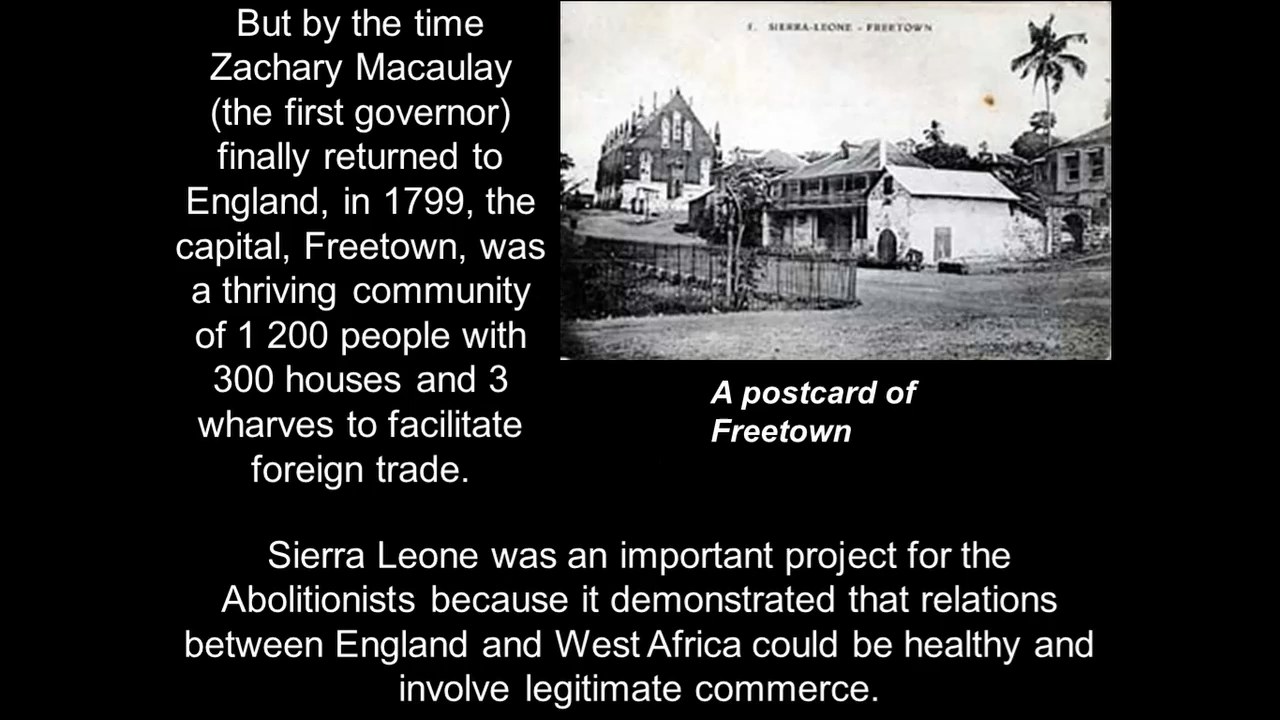 But by the time
Zachary Macaulay
(the first governor)
finally returned to
England, in 1799, the
capital, Freetown, was
a thriving community
of 1 200 people with
300 houses and 3
wharves to facilitate
foreign trade.
5. SIERRA-LEONE - FREETOWN
A postcard of
Freetown
Sierra Leone was an important project for the
Abolitionists because it demonstrated that relations
between England and West Africa could be healthy and
involve legitimate commerce.